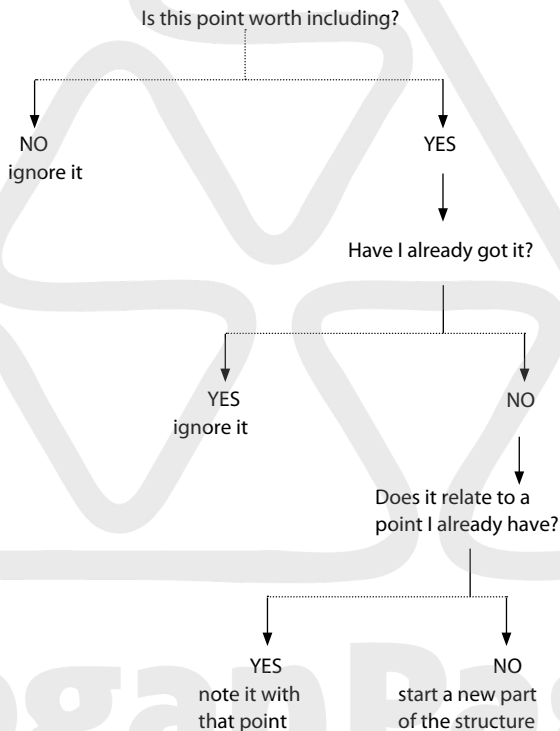 Is this point worth including?
NO
ignore it
YES
Have I already got it?
YES
ignore it
NO
Does it relate to a
point I already have?
YES
note it with
that point
NO
start a new part
of the structure